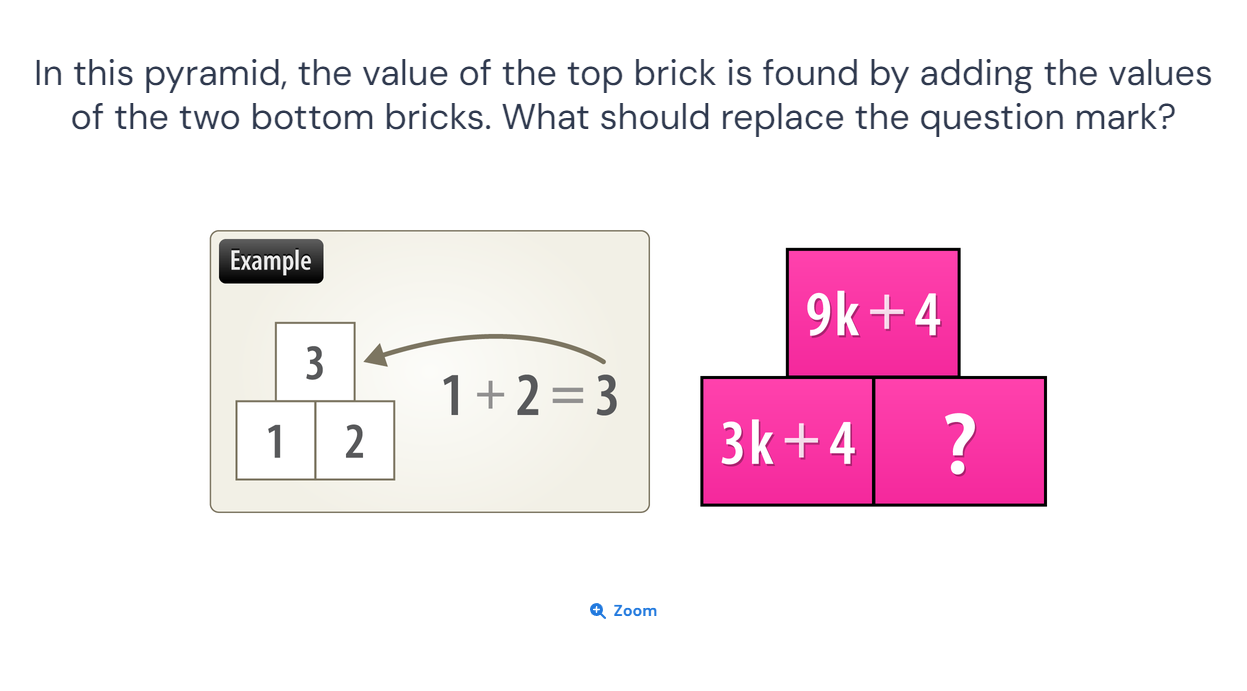 In this pyramid, the value of the top brick is found by adding the values
of the two bottom bricks. What should replace the question mark?
Example
3
1 + 2 = 3
1 2
9k + 4
3k + 4 ?
Zoom